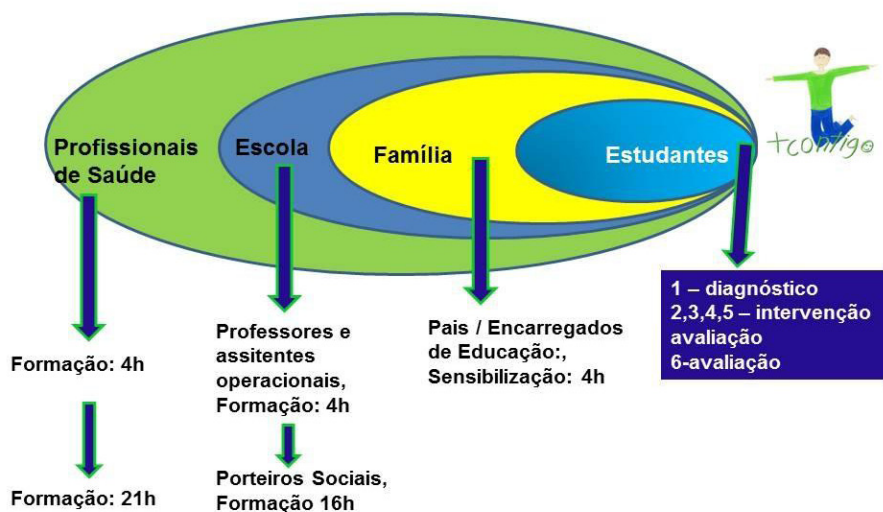 Profissionais
de Saúde
Escola
Família
Estudantes
+contigo
Formação: 4h
Formação: 21h
Professores e
assitentes
operacionais,
Formação: 4h
Porteiros Sociais,
Formação 16h
Pais / Encarregados
de Educação:,
Sensibilização: 4h
1 – diagnóstico
2,3,4,5 – intervenção
avaliação
6-avaliação